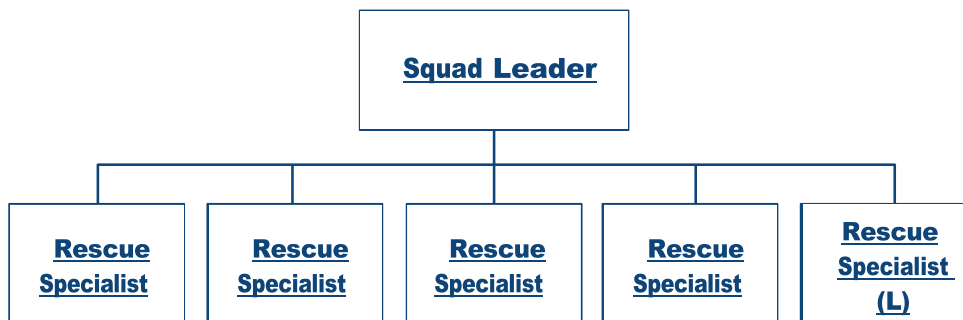 Squad Leader
Rescue
Specialist
Rescue
Specialist
Rescue
Specialist
Rescue
Specialist
Rescue
Specialist
(L)